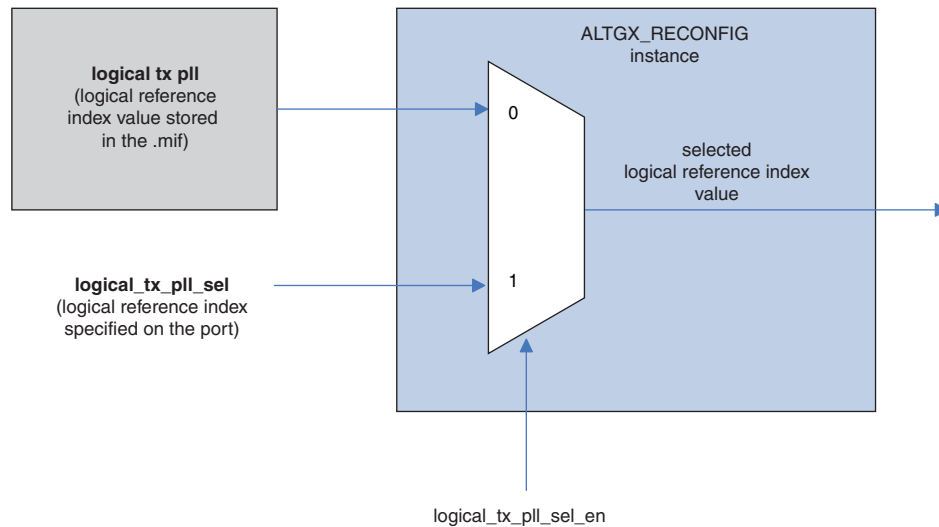 ALTGX_RECONFIG
instance
logical tx pll
(logical reference
index value stored
in the .mif)
0
selected
logical reference index
value
logical_tx_pll_sel
(logical reference index
specified on the port)
1
logical_tx_pll_sel_en